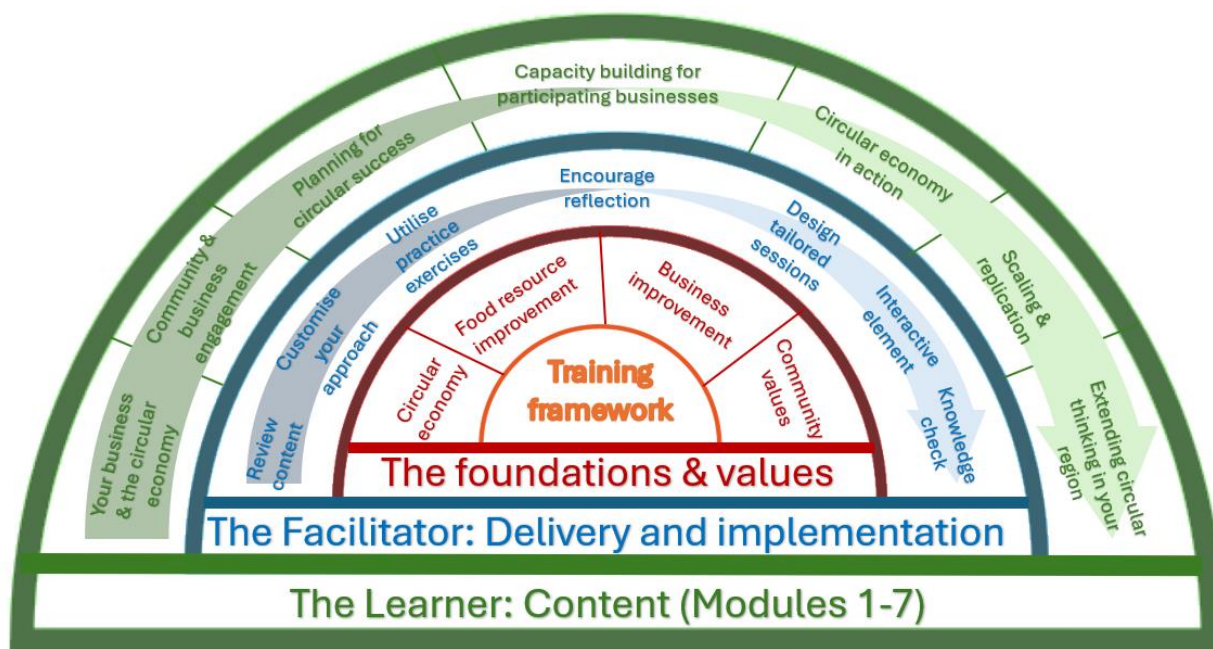 Your business
& the circular
economy
Community &
business
engagement
Planning for
circular success
Capacity building for
participating businesses
Circular economy
in action
Scaling &
replication
Extending circular
thinking in your
region
Review
content
Customise
your
approach
Utilise
practice
exercises
Encourage
reflection
Design
tailored
sessions
Interactive
element
Knowledge
check
Circular
economy
Food resource
improvement
Business
improvement
Community
values
Training
framework
The foundations & values
The Facilitator: Delivery and implementation
The Learner: Content (Modules 1-7)